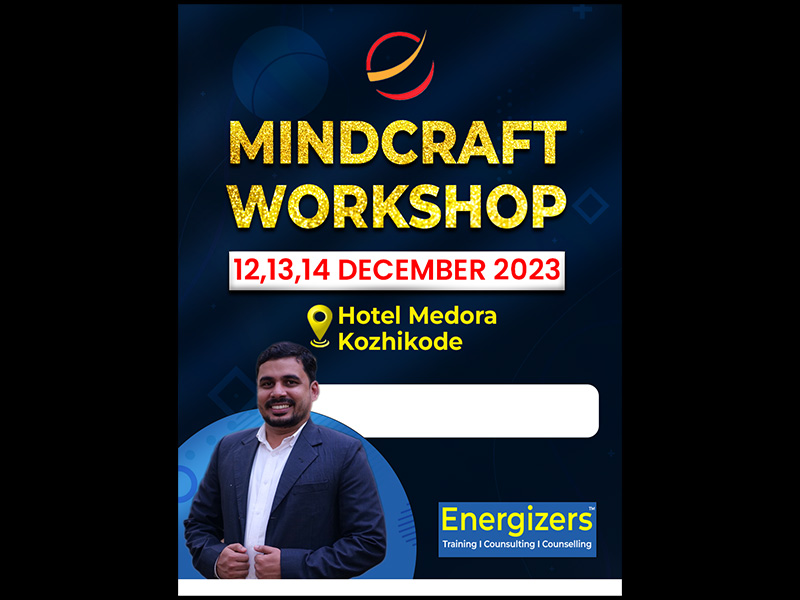 MINDCRAFT
WORKSHOP
12,13,14 DECEMBER 2023
Hotel Medora
Kozhikode
Energizers™
Training I Counsulting I Counselling